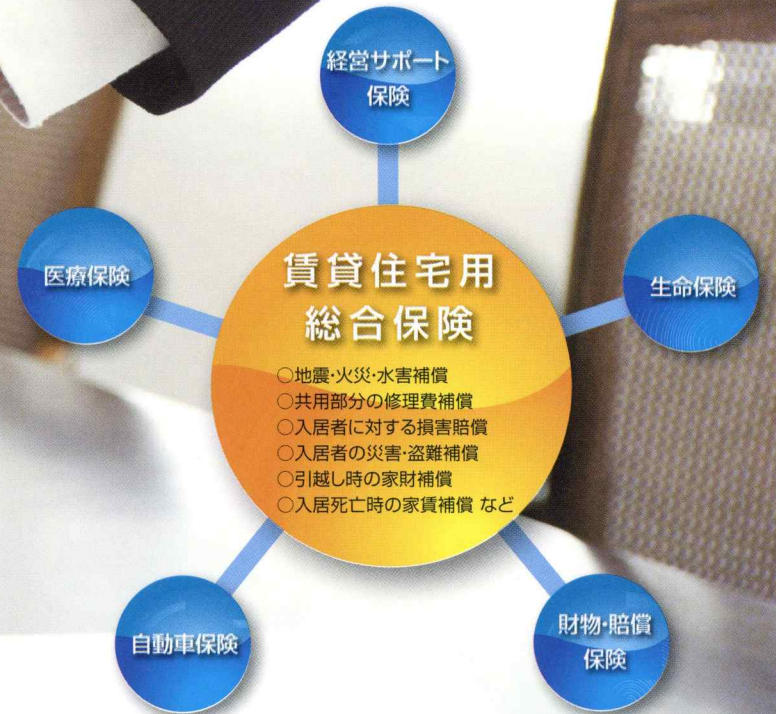 経営サポート
保険
医療保険
生命保険
賃貸住宅用
総合保険
○地震・火災・水害補償
○共用部分の修理費補償
○入居者に対する損害賠償
○入居者の災害・盗難補償
○引越し時の家財補償
○入居死亡時の家賃補償 など
自動車保険
財物・賠償
保険